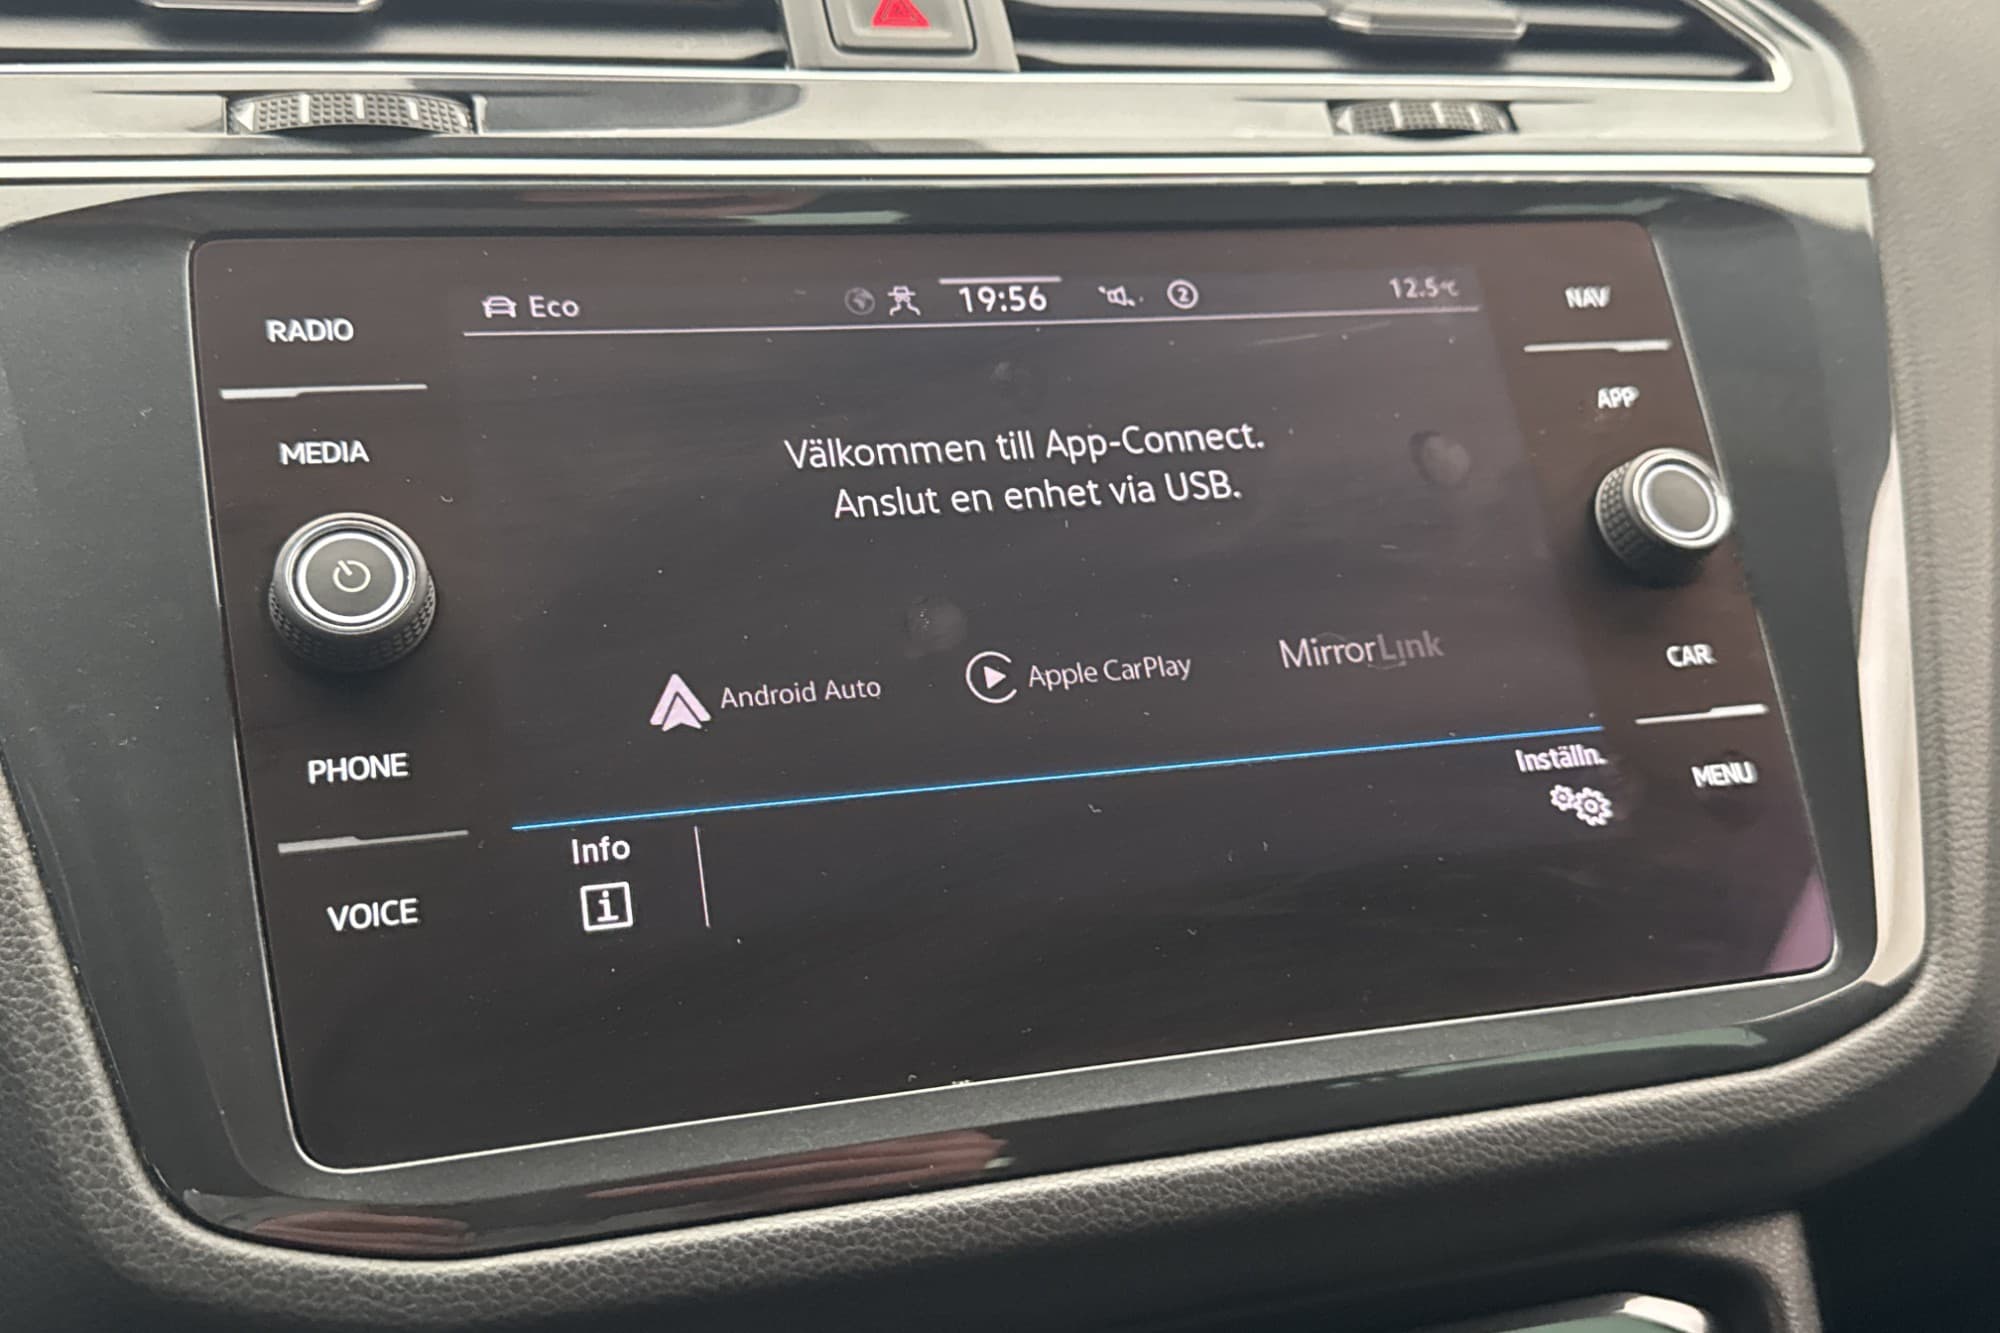 Eco 19:56 2 12.5°C
RADIO
NAV
MEDIA
APP
Välkommen till App-Connect.
Anslut en enhet via USB.
Android Auto Apple CarPlay MirrorLink
CAR
PHONE
Inställn.
MENU
Info
i
VOICE